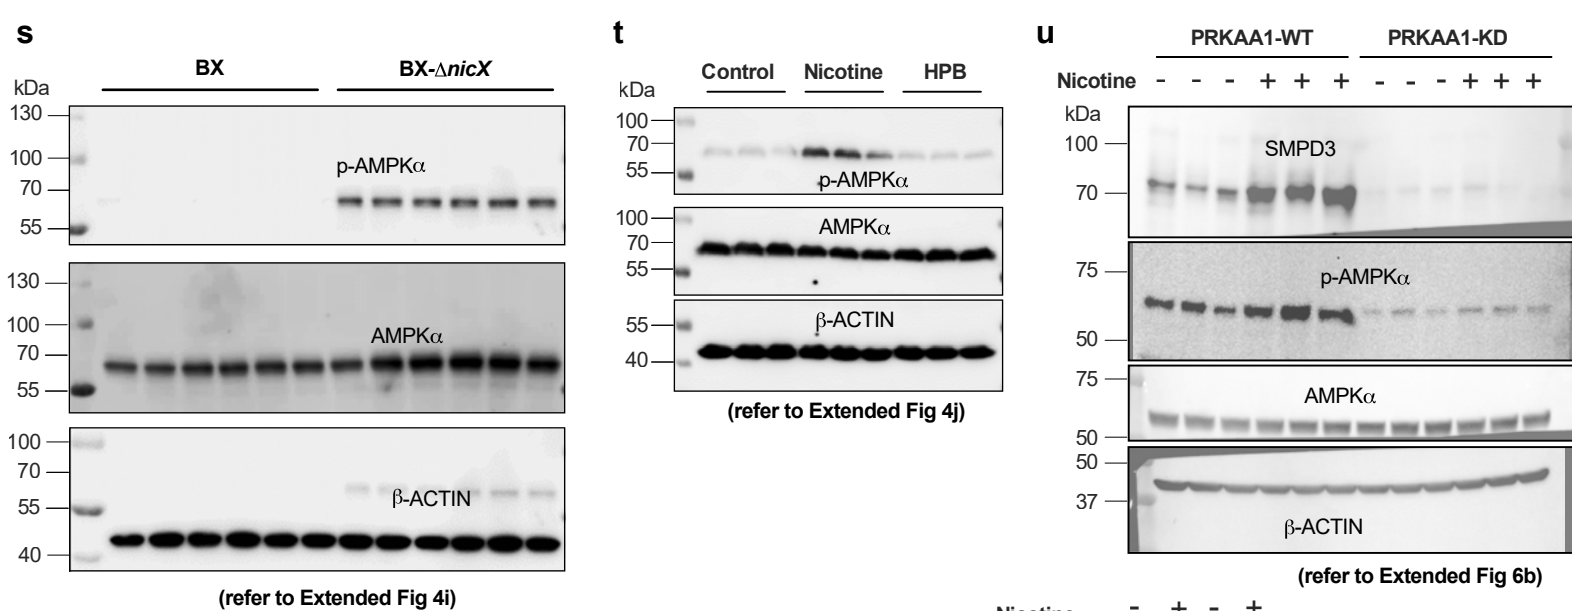 s
BX
BX-ΔnicX
kDa
130
100
70
55
p-AMPKα
130
100
70
55
AMPKα
100
70
55
40
β-ACTIN
(refer to Extended Fig 4i)
t
Control Nicotine HPB
kDa
100
70
55
p-AMPKα
100
70
55
AMPKα
55
40
β-ACTIN
(refer to Extended Fig 4j)
u
PRKAA1-WT PRKAA1-KD
Nicotine - - - + + + - - - + + +
kDa
100
70
SMPD3
75
50
p-AMPKα
75
50
AMPKα
50
37
β-ACTIN
(refer to Extended Fig 6b)
Nicotine - + - +